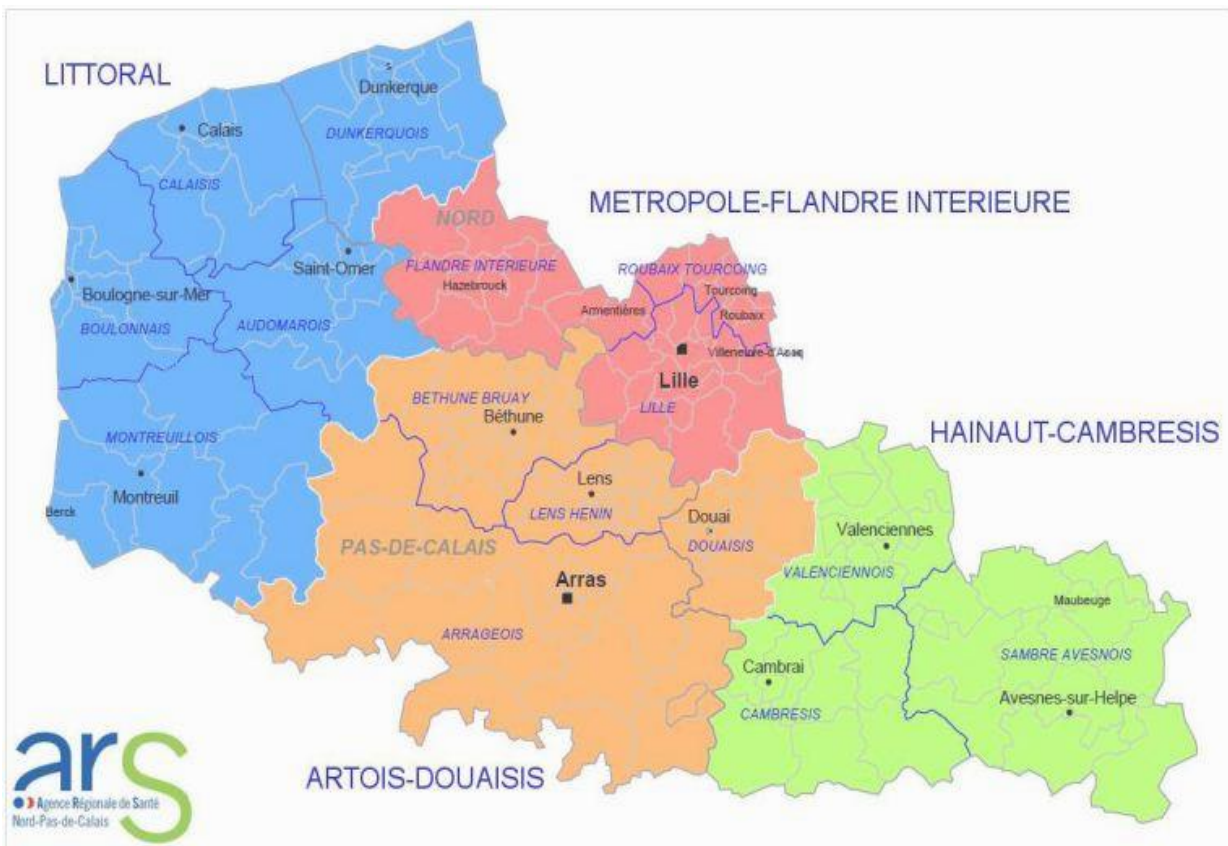 LITTORAL
Dunkerque
DUNKERQUOIS
Calais
CALAISIS
METROPOLE-FLANDRE INTERIEURE
NORD
Saint-Omer
FLANDRE INTERIEURE
Hazebrouck
ROUBAIX TOURCOING
Tourcoing
Armentières
Roubaix
Boulogne-sur-Mer
BOULONNAIS
AUDOMAROIS
Villeneuve-d'Ascq
Lille
LILLE
BETHUNE BRUAY
Béthune
HAINAUT-CAMBRESIS
MONTREUILLOIS
Montreuil
Berck
Lens
LENS HENIN
Douai
DOUAISIS
Valenciennes
VALENCIENNOIS
PAS-DE-CALAIS
Arras
ARRAGEOIS
Maubeuge
SAMBRE AVESNOIS
Avesnes-sur-Helpe
Cambrai
CAMBRESIS
ARTOIS-DOUAISIS
ars
Agence Régionale de Santé
Nord-Pas-de-Calais